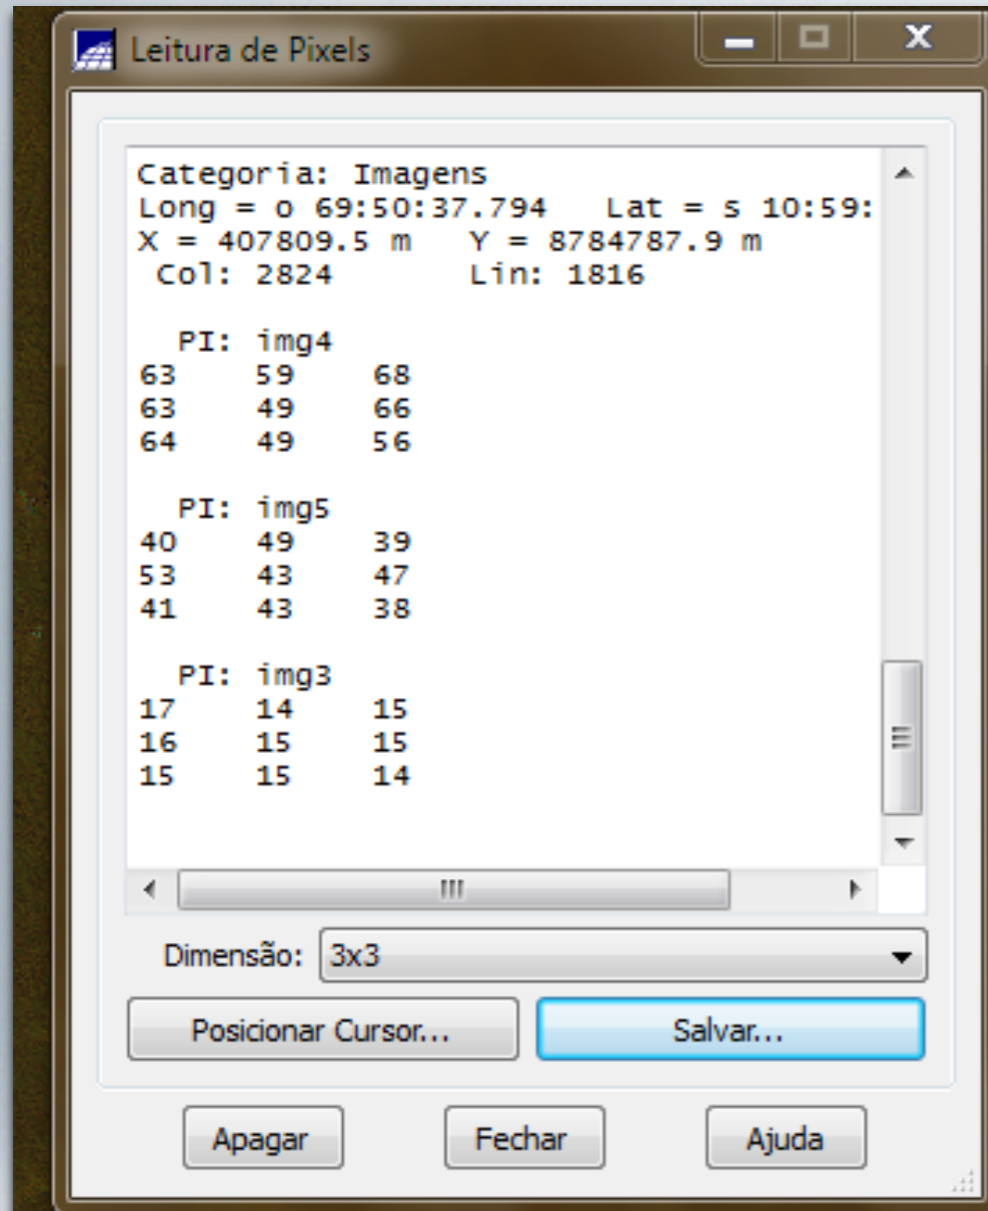 Leitura de Pixels
Categoria: Imagens
Long = o 69:50:37.794 Lat = s 10:59:
X = 407809.5 m Y = 8784787.9 m
Col: 2824 Lin: 1816
PI: img4
63 59 68
63 49 66
64 49 56
PI: img5
40 49 39
53 43 47
41 43 38
PI: img3
17 14 15
16 15 15
15 15 14
Dimensão: 3x3
Posicionar Cursor... Salvar...
Apagar Fechar Ajuda